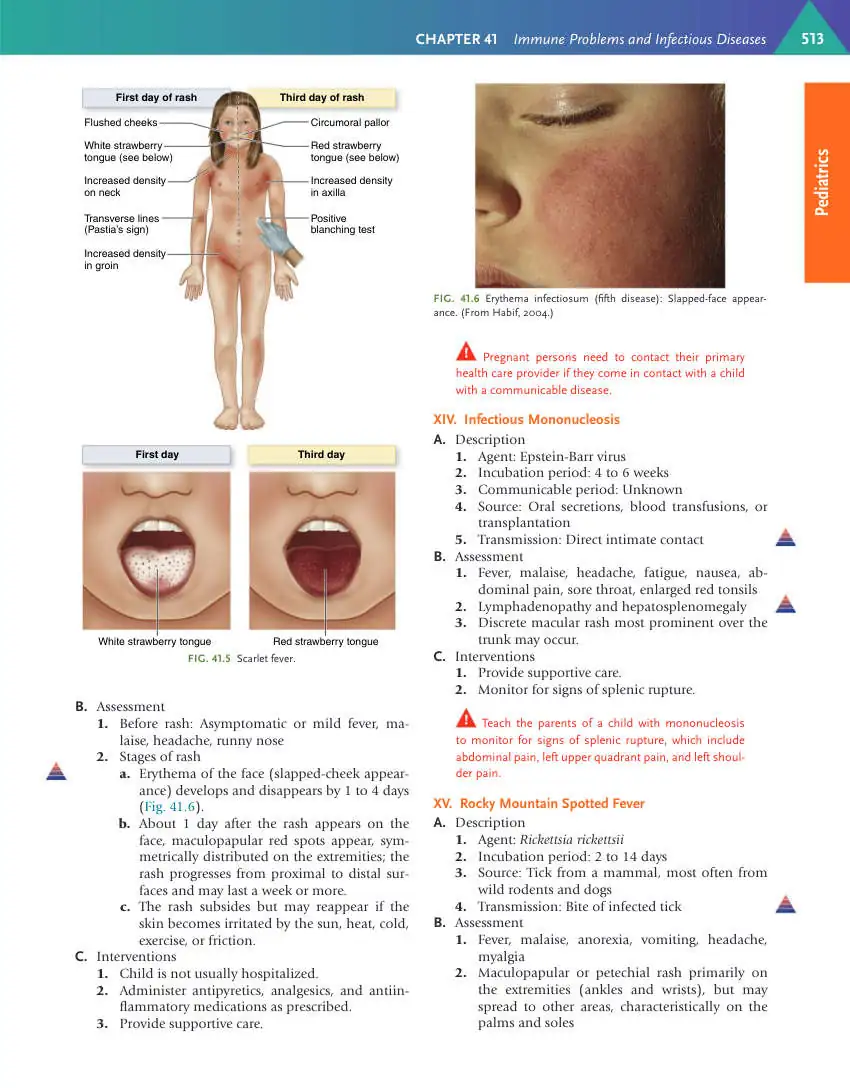 CHAPTER 41 Immune Problems and Infectious Diseases 513
Pediatrics
First day of rash
Third day of rash
Flushed cheeks
White strawberry
tongue (see below)
Increased density
on neck
Transverse lines
(Pastia's sign)
Increased density
in groin
Circumoral pallor
Red strawberry
tongue (see below)
Increased density
in axilla
Positive
blanching test
First day
Third day
White strawberry tongue
Red strawberry tongue
FIG. 41.5 Scarlet fever.
B. Assessment
1. Before rash: Asymptomatic or mild fever, ma-
laise, headache, runny nose
2. Stages of rash
a. Erythema of the face (slapped-cheek appear-
ance) develops and disappears by 1 to 4 days
(Fig. 41.6).
b. About 1 day after the rash appears on the
face, maculopapular red spots appear, sym-
metrically distributed on the extremities; the
rash progresses from proximal to distal sur-
faces and may last a week or more.
c. The rash subsides but may reappear if the
skin becomes irritated by the sun, heat, cold,
exercise, or friction.
C. Interventions
1. Child is not usually hospitalized.
2. Administer antipyretics, analgesics, and antiin-
flammatory medications as prescribed.
3. Provide supportive care.
FIG. 41.6 Erythema infectiosum (fifth disease): Slapped-face appear-
ance. (From Habif, 2004.)
Pregnant persons need to contact their primary
health care provider if they come in contact with a child
with a communicable disease.
XIV. Infectious Mononucleosis
A. Description
1. Agent: Epstein-Barr virus
2. Incubation period: 4 to 6 weeks
3. Communicable period: Unknown
4. Source: Oral secretions, blood transfusions, or
transplantation
5. Transmission: Direct intimate contact
B. Assessment
1. Fever, malaise, headache, fatigue, nausea, ab-
dominal pain, sore throat, enlarged red tonsils
2. Lymphadenopathy and hepatosplenomegaly
3. Discrete macular rash most prominent over the
trunk may occur.
C. Interventions
1. Provide supportive care.
2. Monitor for signs of splenic rupture.
Teach the parents of a child with mononucleosis
to monitor for signs of splenic rupture, which include
abdominal pain, left upper quadrant pain, and left shoul-
der pain.
XV. Rocky Mountain Spotted Fever
A. Description
1. Agent: Rickettsia rickettsii
2. Incubation period: 2 to 14 days
3. Source: Tick from a mammal, most often from
wild rodents and dogs
4. Transmission: Bite of infected tick
B. Assessment
1. Fever, malaise, anorexia, vomiting, headache,
myalgia
2. Maculopapular or petechial rash primarily on
the extremities (ankles and wrists), but may
spread to other areas, characteristically on the
palms and soles